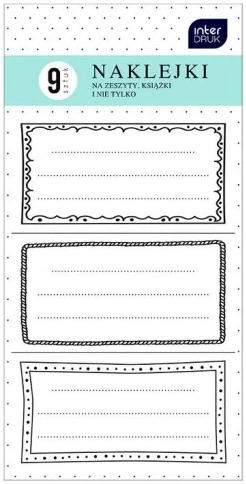 inter
DRUK
9
sztuk
NAKLEJKI
NA ZESZYTY, KSIĄŻKI
I NIE TYLKO